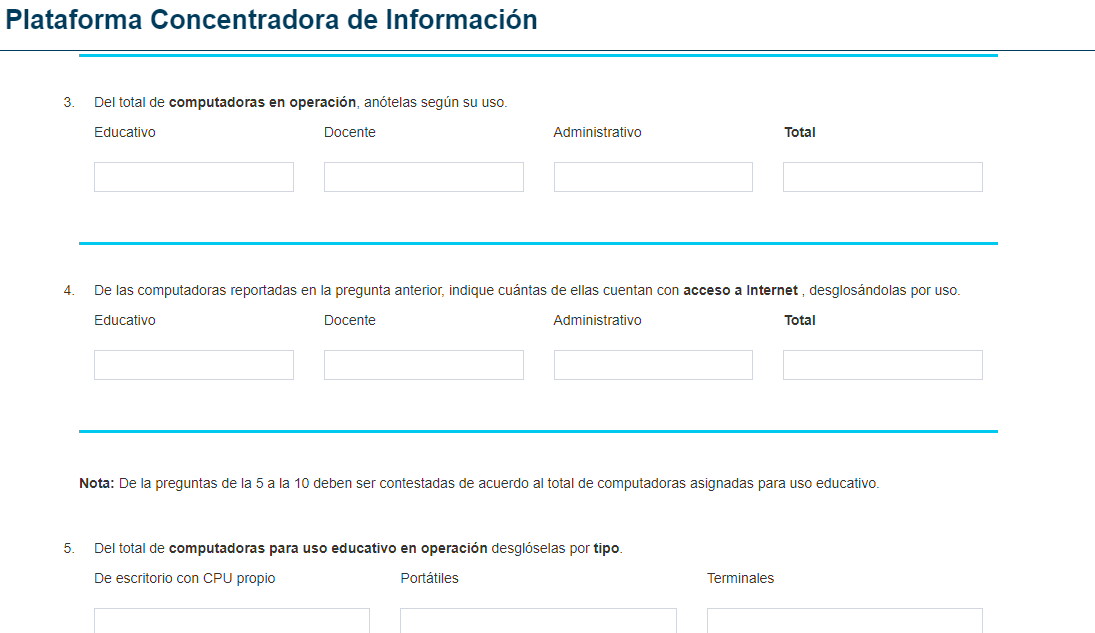 Plataforma Concentradora de Información
3. Del total de computadoras en operación, anótelas según su uso.
Educativo Docente Administrativo Total
4. De las computadoras reportadas en la pregunta anterior, indique cuántas de ellas cuentan con acceso a Internet , desglosándolas por uso.
Educativo Docente Administrativo Total
Nota: De la preguntas de la 5 a la 10 deben ser contestadas de acuerdo al total de computadoras asignadas para uso educativo.
5. Del total de computadoras para uso educativo en operación desglóselas por tipo.
De escritorio con CPU propio Portátiles Terminales